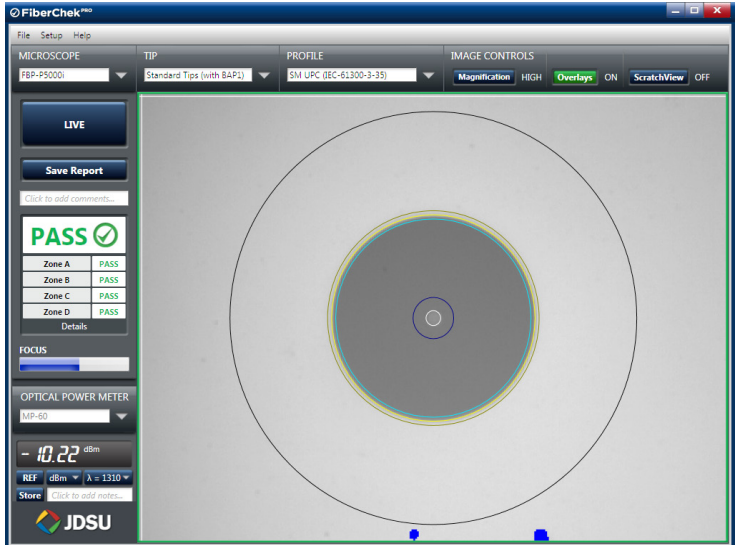 FiberChekPRO
File Setup Help
MICROSCOPE
FBP-P5000i
TIP
Standard Tips (with BAP1)
PROFILE
SM UPC (IEC-61300-3-35)
IMAGE CONTROLS
Magnification HIGH Overlays ON ScratchView OFF
LIVE
Save Report
Click to add comments...
PASS
Zone A PASS
Zone B PASS
Zone C PASS
Zone D PASS
Details
FOCUS
OPTICAL POWER METER
MP-60
- 10.22 dBm
REF dBm λ = 1310
Store Click to add notes...
JDSU